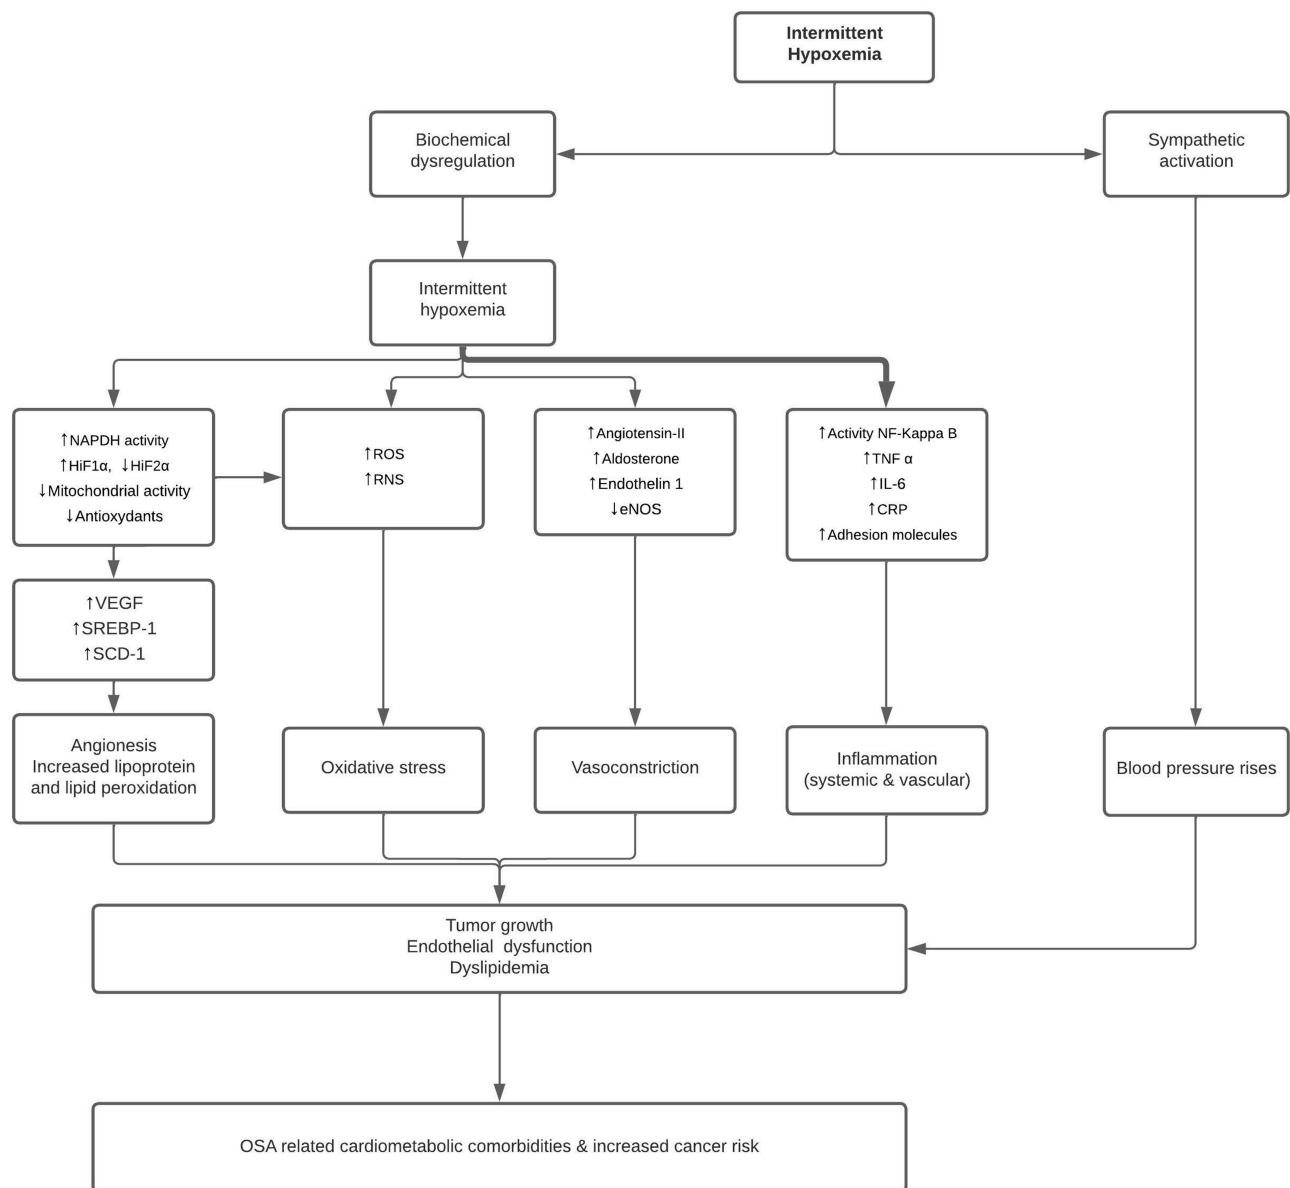 Intermittent
Hypoxemia
Biochemical
dysregulation
Sympathetic
activation
Intermittent
hypoxemia
↑NAPDH activity
↑HiF1α, ↓HiF2α
↓Mitochondrial activity
↓Antioxydants
↑ROS
↑RNS
↑Angiotensin-II
↑Aldosterone
↑Endothelin 1
↓eNOS
↑Activity NF-Kappa B
↑TNF α
↑IL-6
↑CRP
↑Adhesion molecules
↑VEGF
↑SREBP-1
↑SCD-1
Angionesis
Increased lipoprotein
and lipid peroxidation
Oxidative stress
Vasoconstriction
Inflammation
(systemic & vascular)
Blood pressure rises
Tumor growth
Endothelial dysfunction
Dyslipidemia
OSA related cardiometabolic comorbidities & increased cancer risk